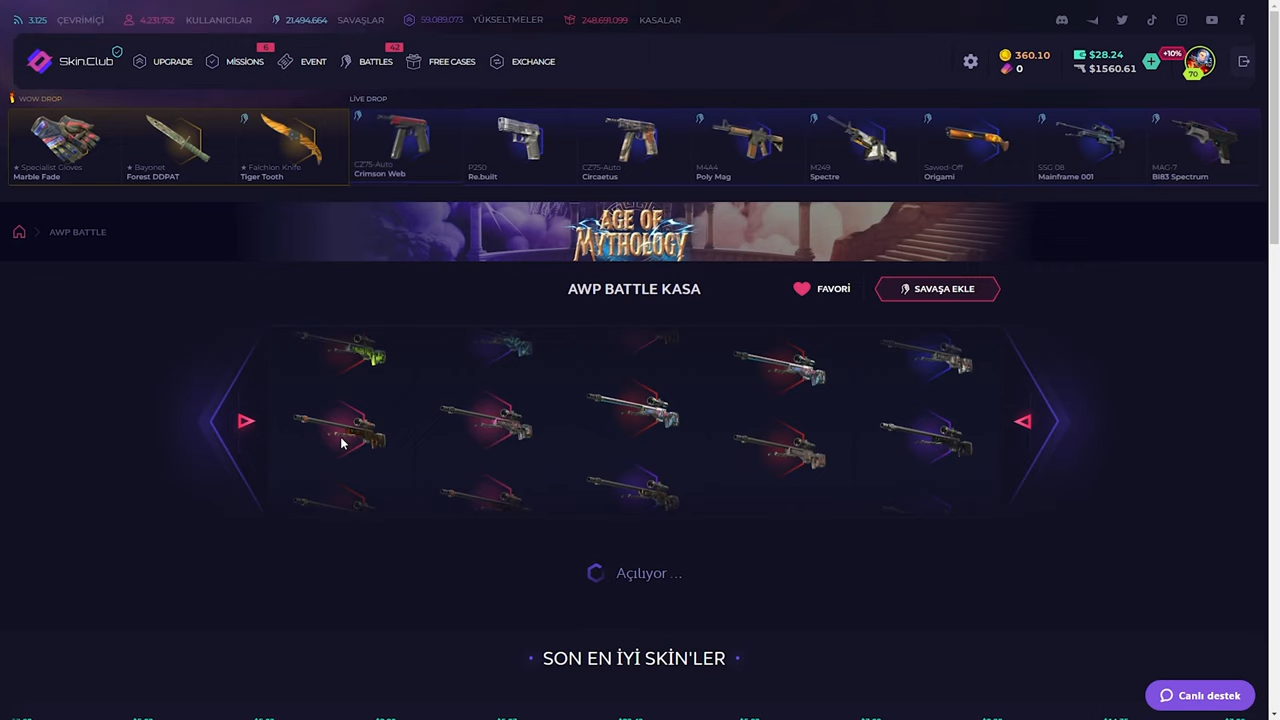 3.125 ÇEVRİMİÇİ 4.231.752 KULLANICILAR 21.494.664 SAVAŞLAR 59.089.073 YÜKSELTMELER 248.691.099 KASALAR
Skin.Club UPGRADE 6 MISSIONS EVENT 42 BATTLES FREE CASES EXCHANGE
360.10
0
$28.24
$1560.61
+10%
70
WOW DROP
LİVE DROP
★ Specialist Gloves
Marble Fade
★ Bayonet
Forest DDPAT
★ Falchion Knife
Tiger Tooth
CZ75-Auto
Crimson Web
P250
Re.built
CZ75-Auto
Circaetus
M4A4
Poly Mag
M249
Spectre
Sawed-Off
Origami
SSG 08
Mainframe 001
MAG-7
BI83 Spectrum
AWP BATTLE
AGE OF
MYTHOLOGY
AWP BATTLE KASA
FAVORİ
SAVAŞA EKLE
Açılıyor ...
SON EN İYİ SKİN'LER
Canlı destek